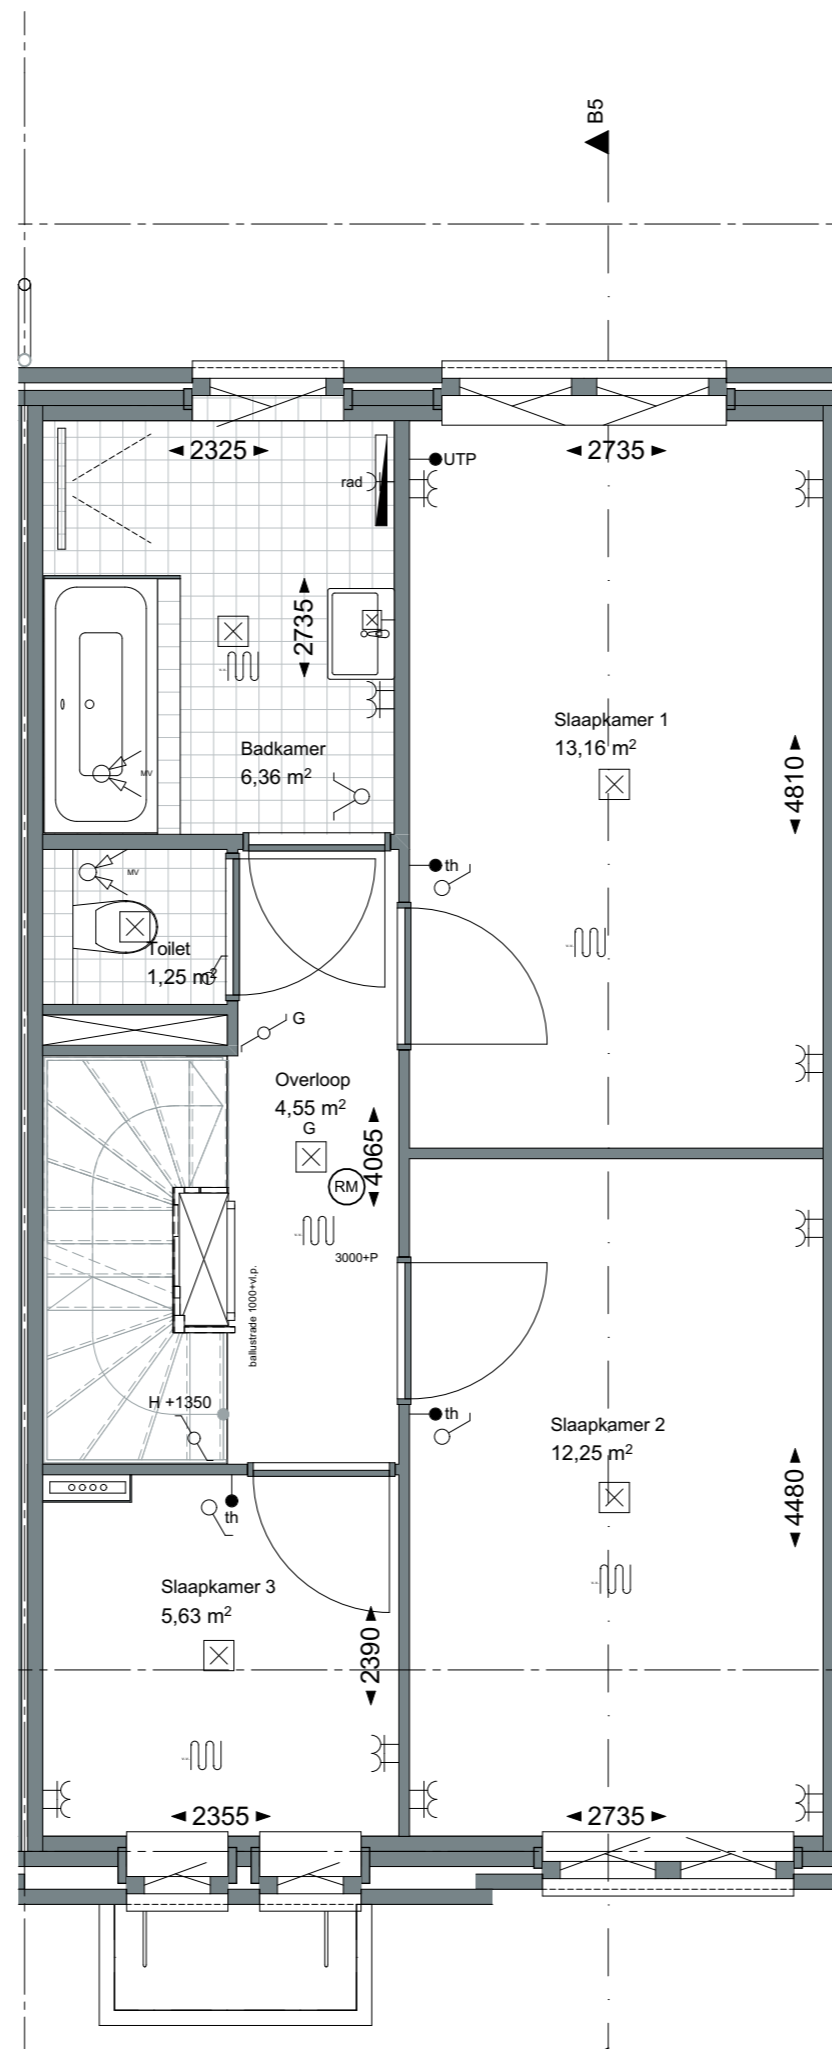 B5
2325
2735
UTP
rad
2735
Slaapkamer 1
13,16 m²
Badkamer
6,36 m²
MV
4810
th
MV
Toilet
1,25 m²
G
Overloop
4,55 m²
G
4065
RM
3000+P
ballustrade 1000+vl.p.
H +1350
th
Slaapkamer 2
12,25 m²
4480
th
Slaapkamer 3
5,63 m²
2390
2355
2735